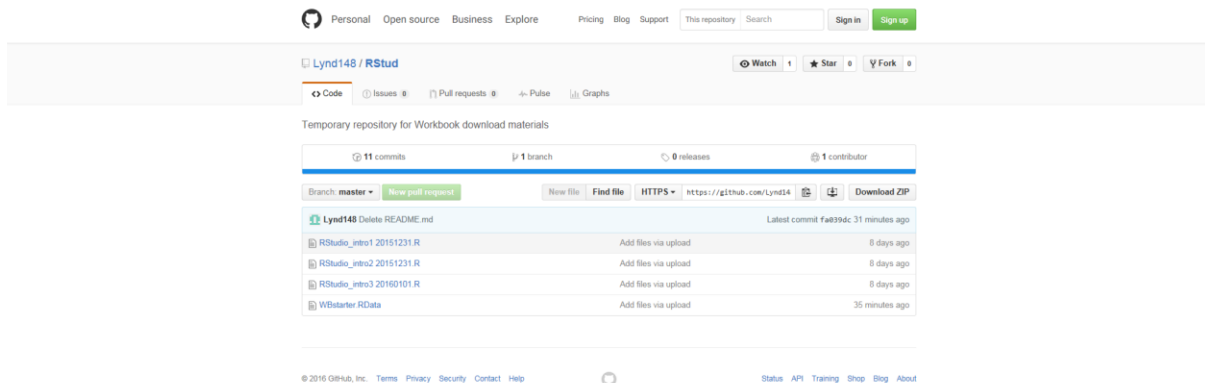 Personal Open source Business Explore Pricing Blog Support This repository Search Sign in Sign up
Lynd148 / RStud Watch 1 Star 0 Fork 0
Code Issues 0 Pull requests 0 Pulse Graphs
Temporary repository for Workbook download materials
11 commits 1 branch 0 releases 1 contributor
Branch: master New pull request New file Find file HTTPS https://github.com/Lynd14 Download ZIP
Lynd148 Delete README.md Latest commit fa039dc 31 minutes ago
RStudio_intro1 20151231.R Add files via upload 8 days ago
RStudio_intro2 20151231.R Add files via upload 8 days ago
RStudio_intro3 20160101.R Add files via upload 8 days ago
WBstarter.RData Add files via upload 35 minutes ago
© 2016 GitHub, Inc. Terms Privacy Security Contact Help Status API Training Shop Blog About